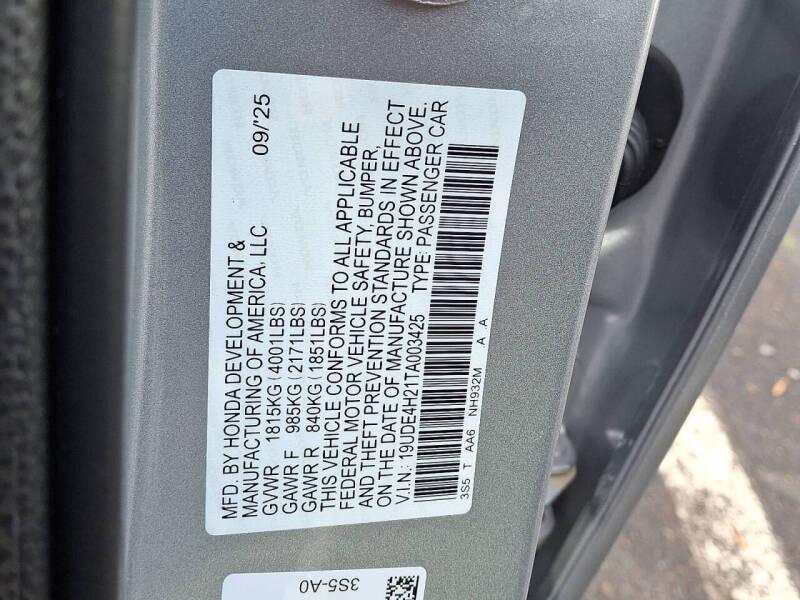 MFD. BY HONDA DEVELOPMENT &
MANUFACTURING OF AMERICA, LLC 09/'25
GVWR 1815KG (4001LBS)
GAWR F 985KG (2171LBS)
GAWR R 840KG (1851LBS)
THIS VEHICLE CONFORMS TO ALL APPLICABLE
FEDERAL MOTOR VEHICLE SAFETY, BUMPER,
AND THEFT PREVENTION STANDARDS IN EFFECT
ON THE DATE OF MANUFACTURE SHOWN ABOVE.
V.I.N.: 19UDE4H21TA003425 TYPE: PASSENGER CAR
3S5 T AA6 NH932M A .A
3S5-A0